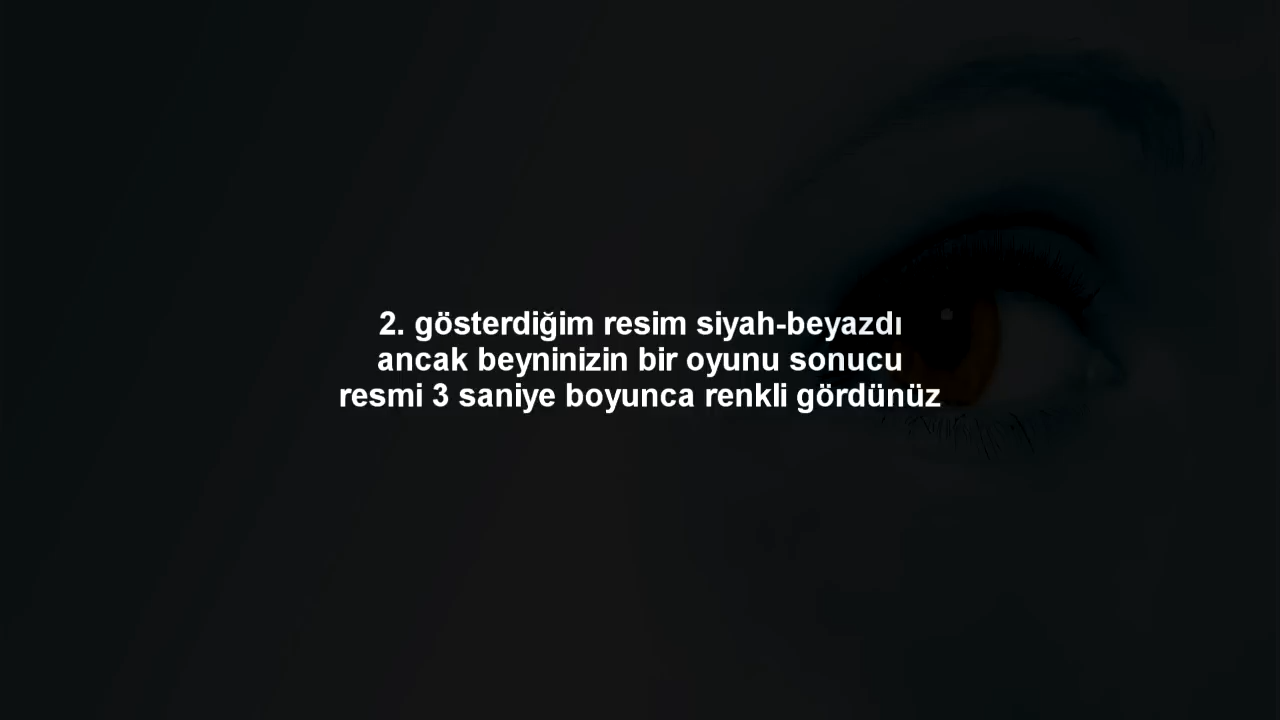 2. gösterdiğim resim siyah-beyazdı
ancak beyninizin bir oyunu sonucu
resmi 3 saniye boyunca renkli gördünüz